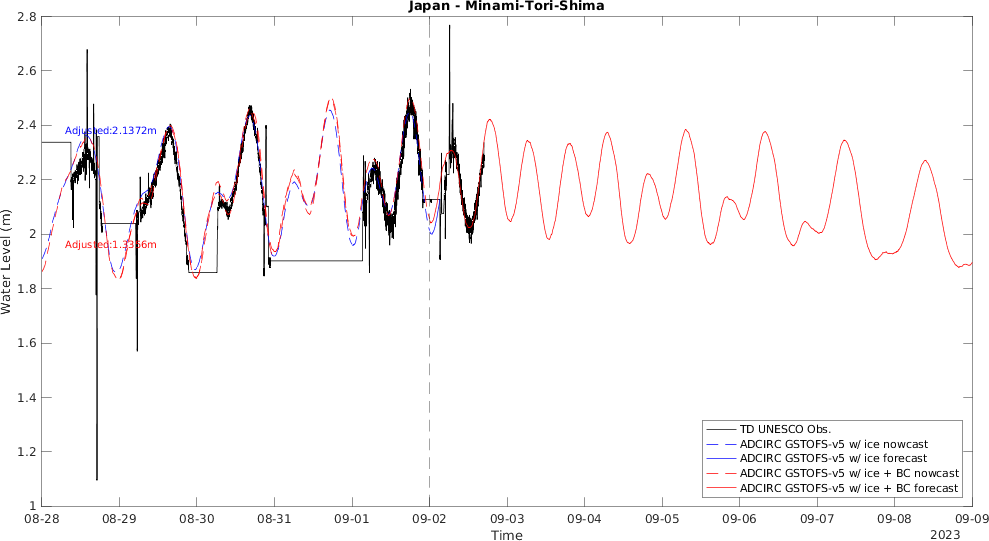 Japan - Minami-Tori-Shima
2.8
2.6
2.4
2.2
2
1.8
1.6
1.4
1.2
1
Water Level (m)
Adjusted:2.1372m
Adjusted:1.3366m
TD UNESCO Obs.
ADCIRC GSTOFS-v5 w/ ice nowcast
ADCIRC GSTOFS-v5 w/ ice forecast
ADCIRC GSTOFS-v5 w/ ice + BC nowcast
ADCIRC GSTOFS-v5 w/ ice + BC forecast
08-28 08-29 08-30 08-31 09-01 09-02 09-03 09-04 09-05 09-06 09-07 09-08 09-09
Time
2023